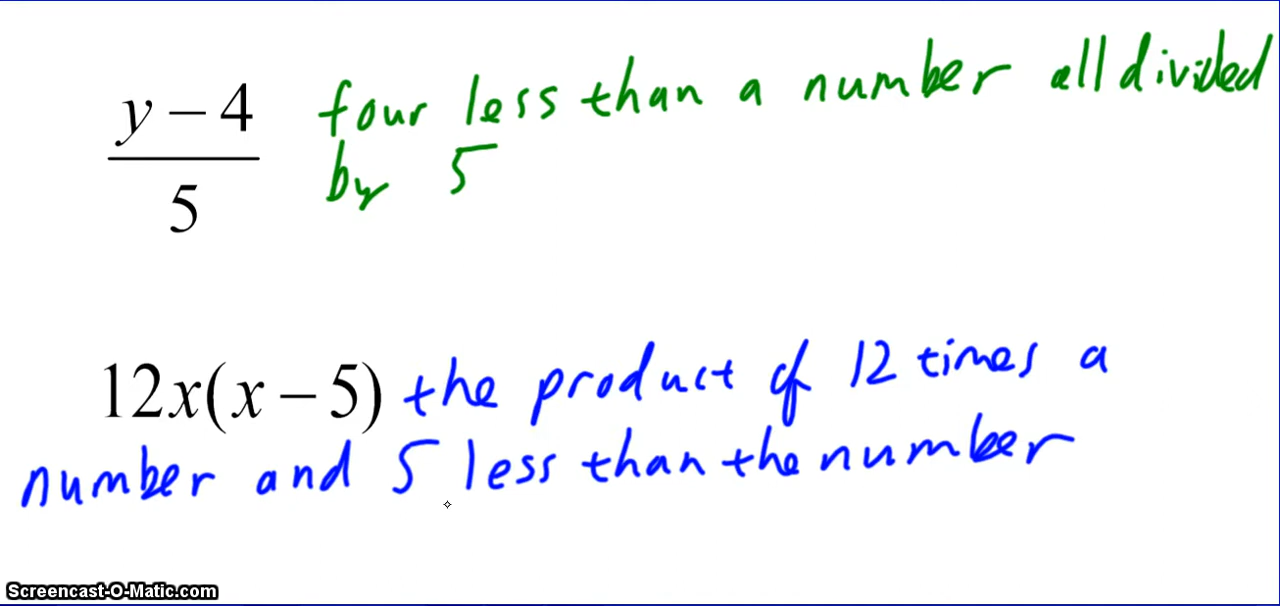 y − 4 four less than a number all divided
5 by 5
12x(x − 5) the product of 12 times a
number and 5 less than the number
Screencast-O-Matic.com